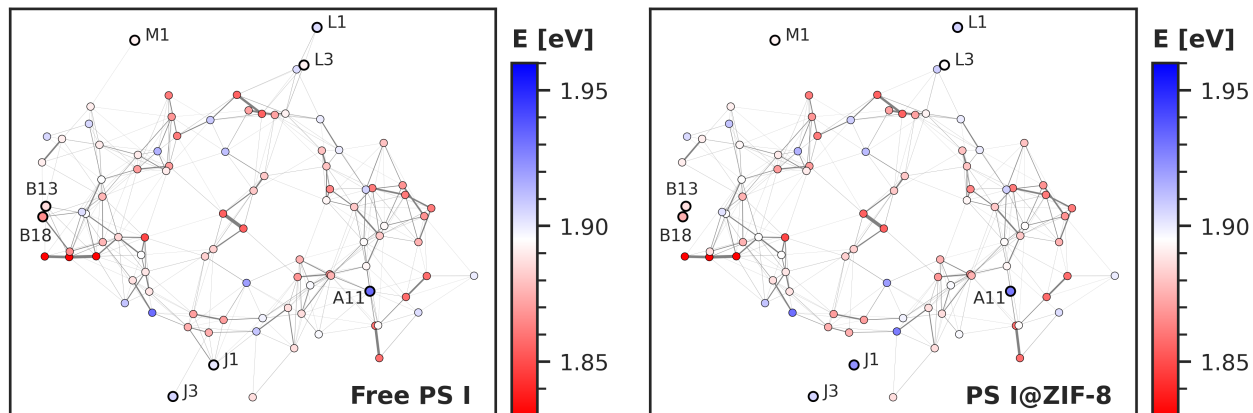 M1
L1
L3
B13
B18
A11
J1
J3
Free PS I
E [eV]
1.95
1.90
1.85
M1
L1
L3
B13
B18
A11
J1
J3
PS I@ZIF-8
E [eV]
1.95
1.90
1.85